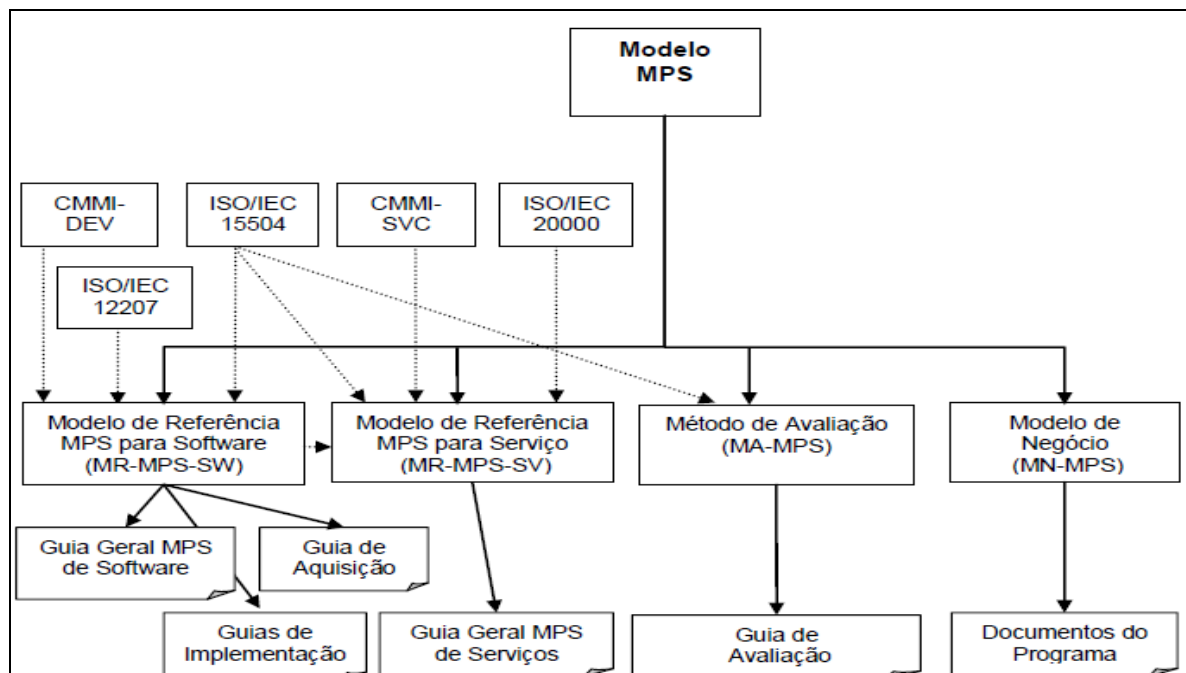 Modelo
MPS
CMMI-
DEV
ISO/IEC
15504
CMMI-
SVC
ISO/IEC
20000
ISO/IEC
12207
Modelo de Referência
MPS para Software
(MR-MPS-SW)
Modelo de Referência
MPS para Serviço
(MR-MPS-SV)
Método de Avaliação
(MA-MPS)
Modelo de
Negócio
(MN-MPS)
Guia Geral MPS
de Software
Guia de
Aquisição
Guias de
Implementação
Guia Geral MPS
de Serviços
Guia de
Avaliação
Documentos do
Programa